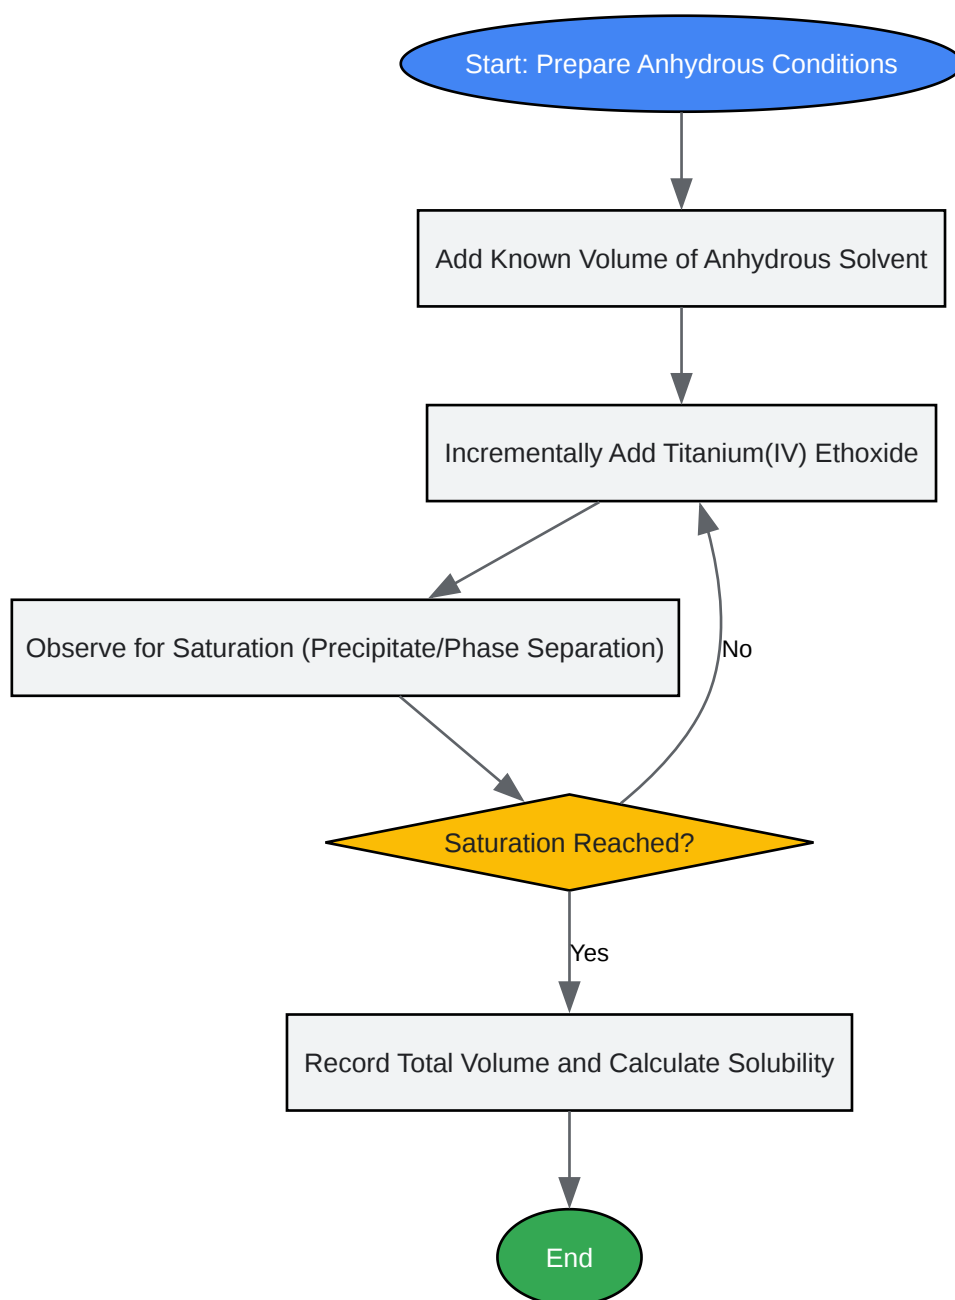 Start: Prepare Anhydrous Conditions
Add Known Volume of Anhydrous Solvent
Incrementally Add Titanium(IV) Ethoxide
Observe for Saturation (Precipitate/Phase Separation)
No
Saturation Reached?
Yes
Record Total Volume and Calculate Solubility
End